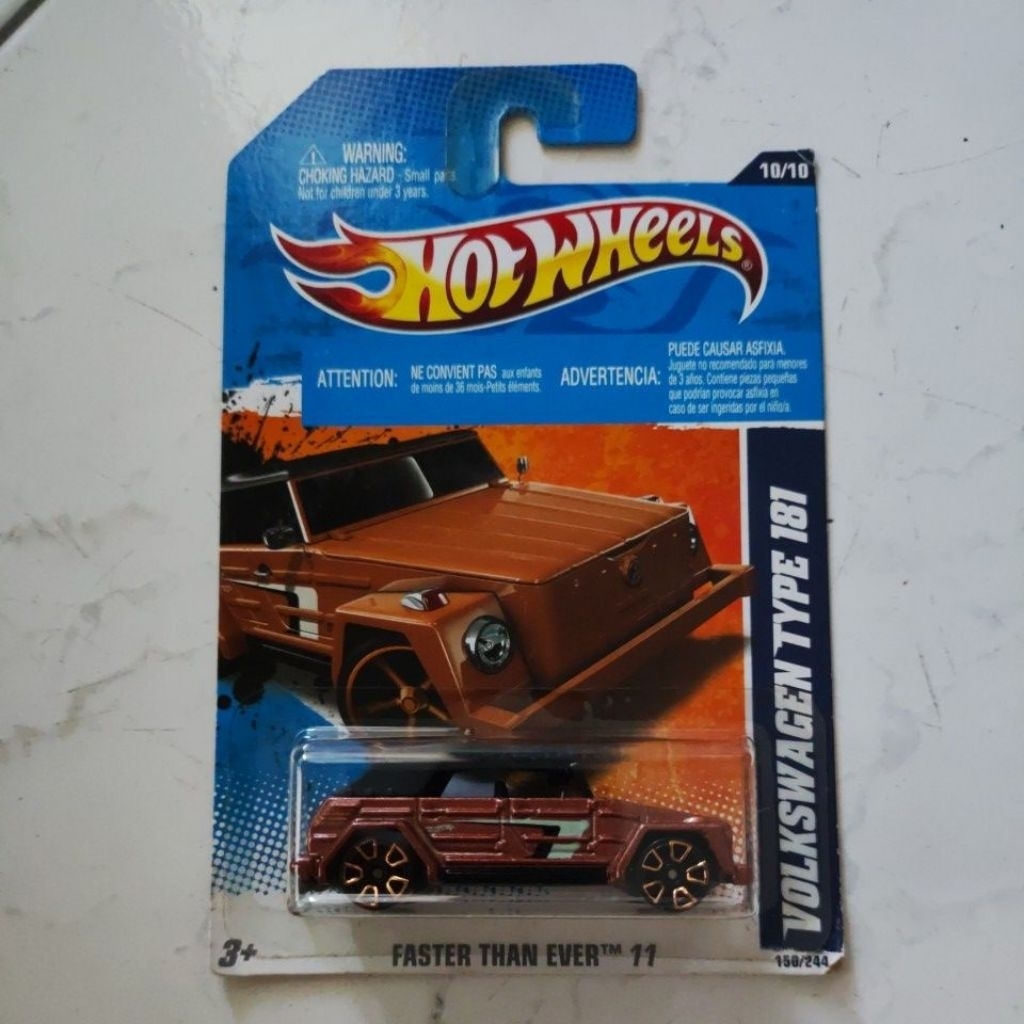 WARNING:
CHOKING HAZARD - Small parts
Not for children under 3 years.
10/10
HOT WHEELS®
ATTENTION:
NE CONVIENT PAS aux enfants
de moins de 36 mois-Petits éléments.
ADVERTENCIA:
PUEDE CAUSAR ASFIXIA.
Juguete no recomendado para menores
de 3 años. Contiene piezas pequeñas
que podrían provocar asfixia en
caso de ser ingeridas por el niño/a.
VOLKSWAGEN TYPE 181
3+
FASTER THAN EVER™ 11
150/244